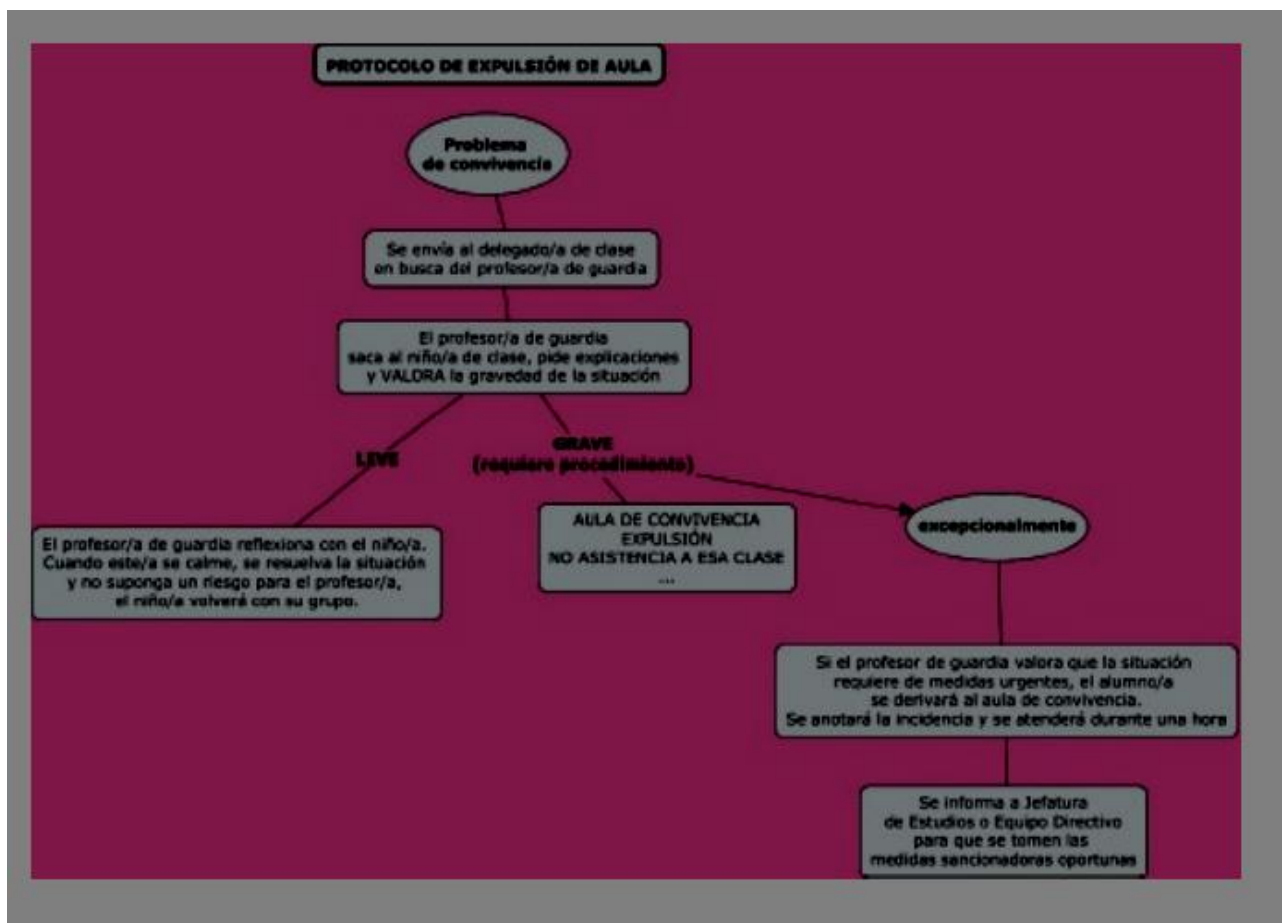 PROTOCOLO DE EXPULSIÓN DE AULA
Problema
de convivencia
Se envía al delegado/a de clase
en busca del profesor/a de guardia
El profesor/a de guardia
saca al niño/a de clase, pide explicaciones
y VALORA la gravedad de la situación
LEVE
GRAVE
(requiere procedimiento)
El profesor/a de guardia reflexiona con el niño/a.
Cuando este/a se calme, se resuelva la situación
y no suponga un riesgo para el profesor/a,
el niño/a volverá con su grupo.
AULA DE CONVIVENCIA
EXPULSIÓN
NO ASISTENCIA A ESA CLASE
...
excepcionalmente
Si el profesor de guardia valora que la situación
requiere de medidas urgentes, el alumno/a
se derivará al aula de convivencia.
Se anotará la incidencia y se atenderá durante una hora
Se informa a Jefatura
de Estudios o Equipo Directivo
para que se tomen las
medidas sancionadoras oportunas